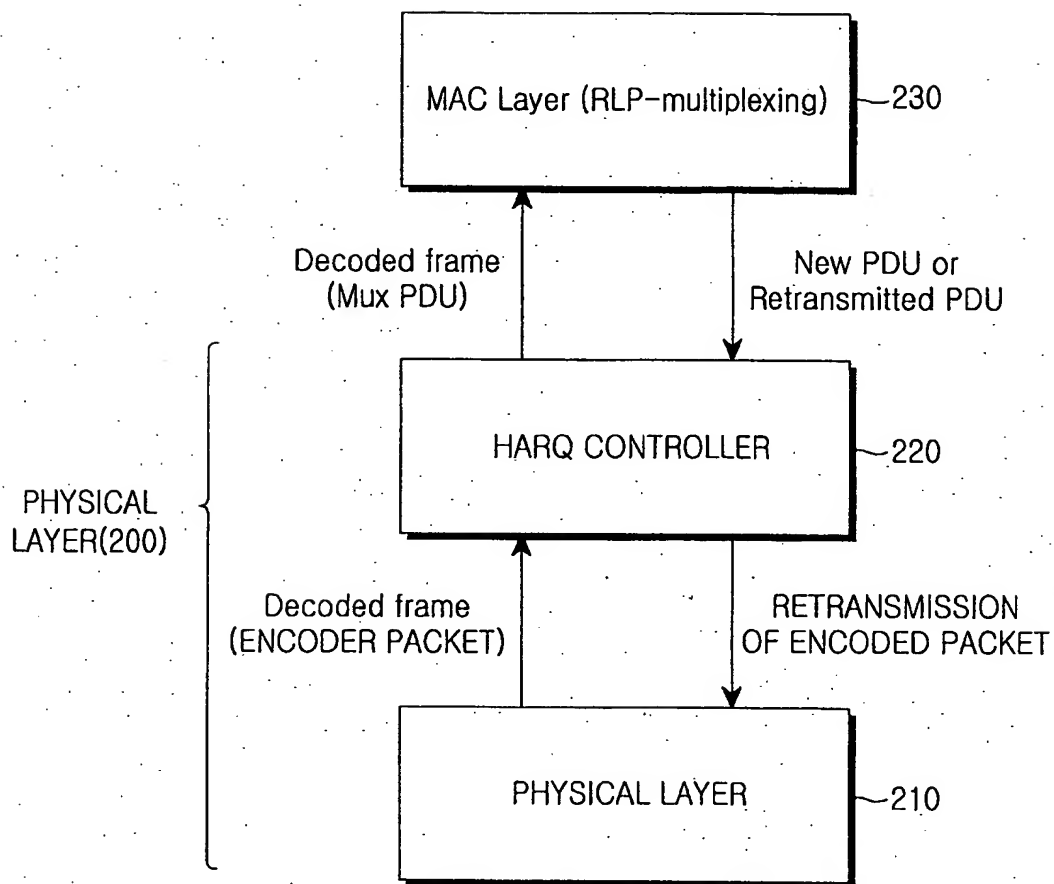 MAC Layer (RLP-multiplexing)
230
Decoded frame
(Mux PDU)
New PDU or
Retransmitted PDU
HARQ CONTROLLER
220
PHYSICAL
LAYER(200)
Decoded frame
(ENCODER PACKET)
RETRANSMISSION
OF ENCODED PACKET
PHYSICAL LAYER
210